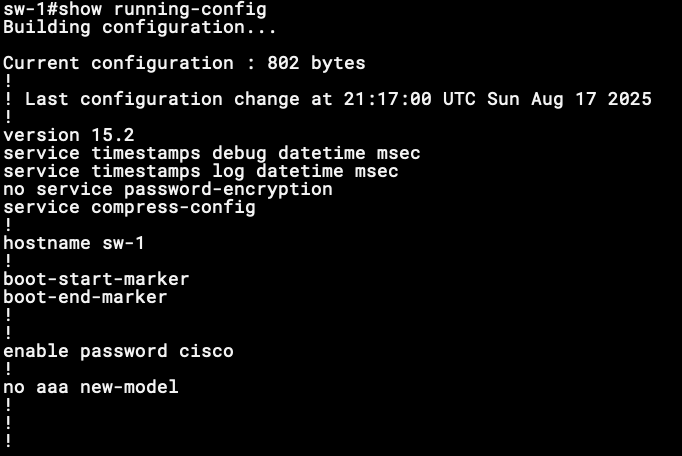 sw-1#show running-config
Building configuration...
Current configuration : 802 bytes
!
! Last configuration change at 21:17:00 UTC Sun Aug 17 2025
!
version 15.2
service timestamps debug datetime msec
service timestamps log datetime msec
no service password-encryption
service compress-config
!
hostname sw-1
!
boot-start-marker
boot-end-marker
!
!
enable password cisco
!
no aaa new-model
!
!
!